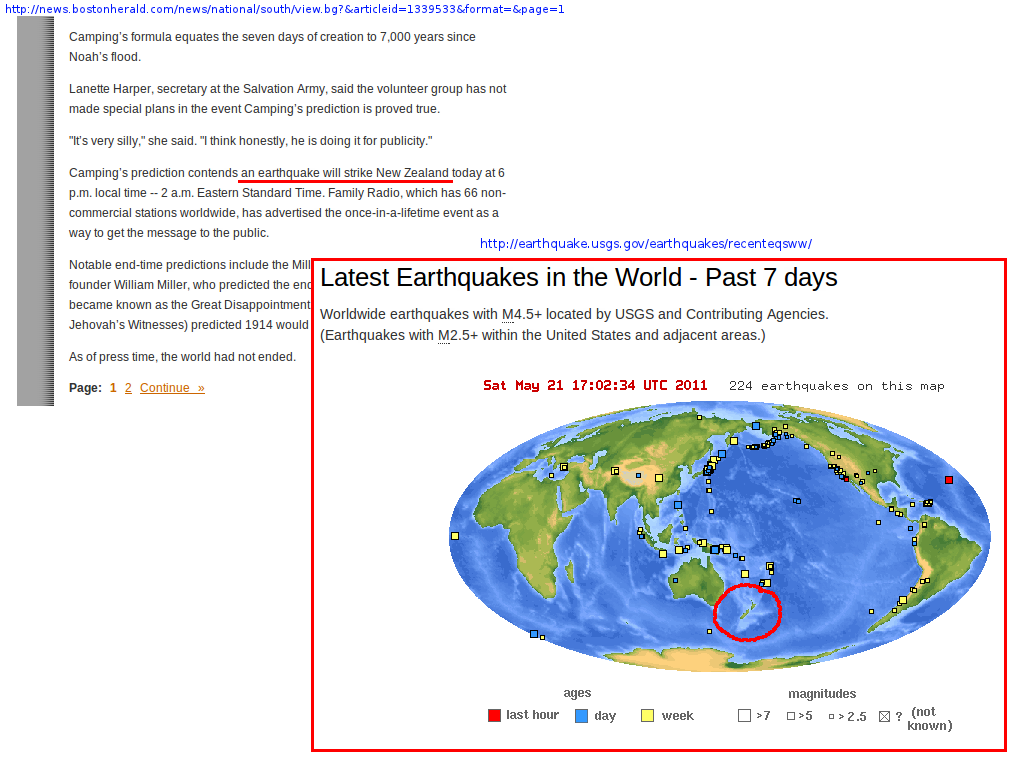 http://news.bostonherald.com/news/national/south/view.bg?&articleid=1339533&format=&page=1
Camping's formula equates the seven days of creation to 7,000 years since
Noah's flood.
Lanette Harper, secretary at the Salvation Army, said the volunteer group has not
made special plans in the event Camping's prediction is proved true.
"It's very silly," she said. "I think honestly, he is doing it for publicity."
Camping's prediction contends an earthquake will strike New Zealand today at 6
p.m. local time -- 2 a.m. Eastern Standard Time. Family Radio, which has 66 non-
commercial stations worldwide, has advertised the once-in-a-lifetime event as a
way to get the message to the public.
Notable end-time predictions include the Mill
founder William Miller, who predicted the end
became known as the Great Disappointment
Jehovah's Witnesses) predicted 1914 would
As of press time, the world had not ended.
Page: 1 2 Continue »
http://earthquake.usgs.gov/earthquakes/recenteqsww/
Latest Earthquakes in the World - Past 7 days
Worldwide earthquakes with M4.5+ located by USGS and Contributing Agencies.
(Earthquakes with M2.5+ within the United States and adjacent areas.)
Sat May 21 17:02:34 UTC 2011 224 earthquakes on this map
ages magnitudes
last hour day week >7 >5 >2.5 ? (not
known)